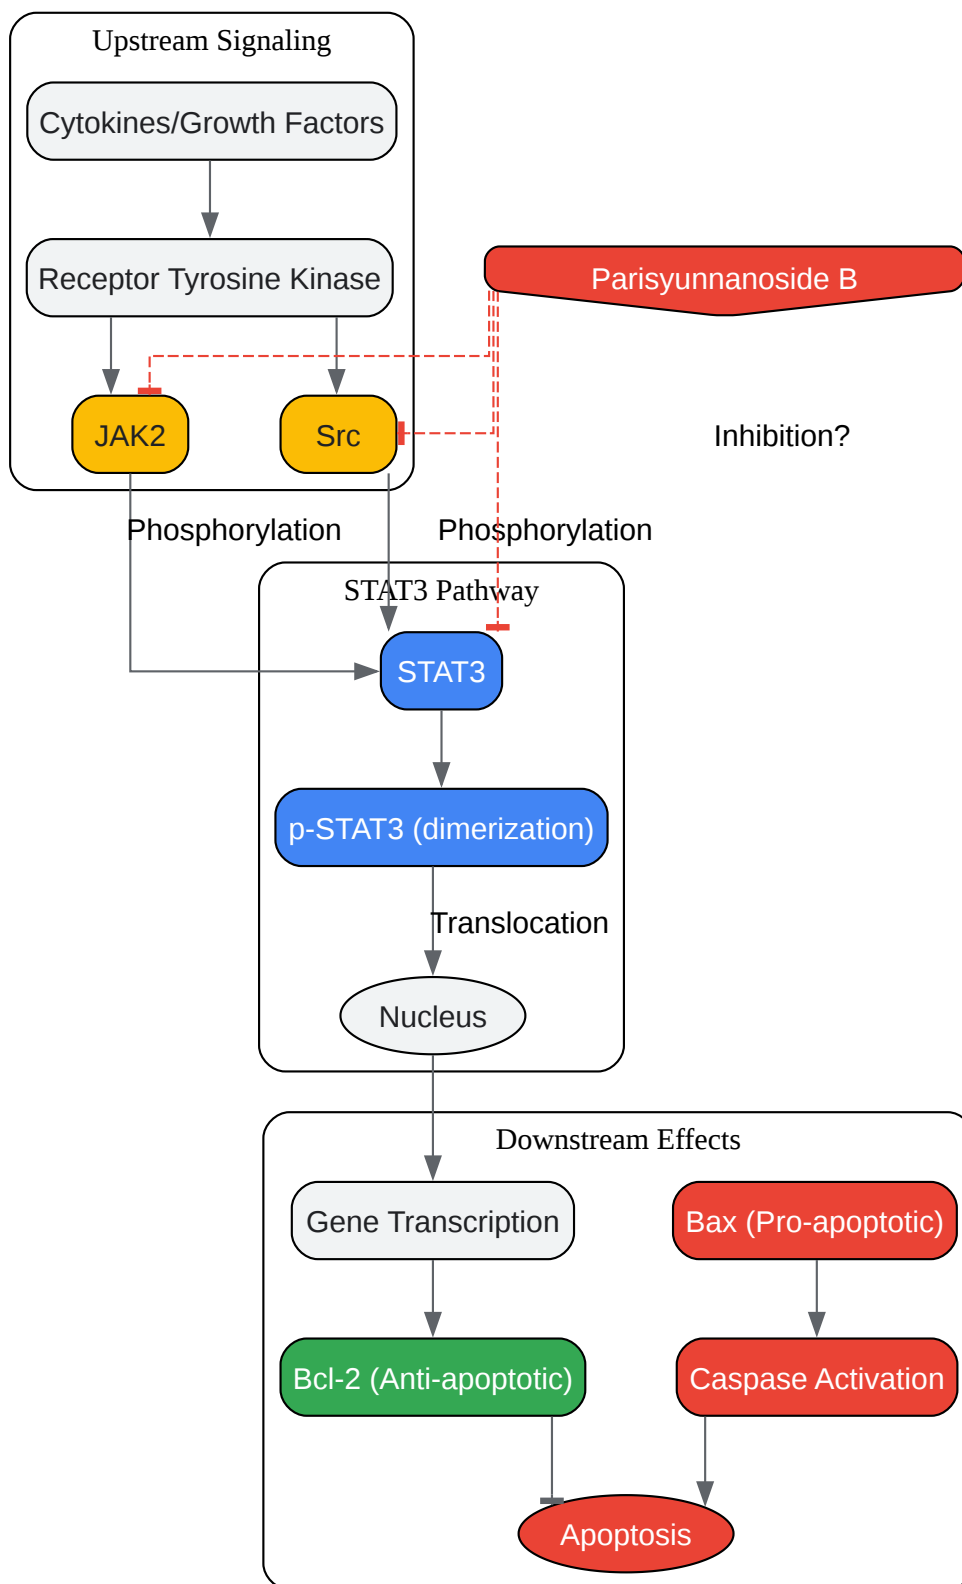 Upstream Signaling
Cytokines/Growth Factors
Receptor Tyrosine Kinase
Parisyunnanoside B
JAK2
Src
Inhibition?
Phosphorylation
Phosphorylation
STAT3 Pathway
STAT3
p-STAT3 (dimerization)
Translocation
Nucleus
Downstream Effects
Gene Transcription
Bax (Pro-apoptotic)
Bcl-2 (Anti-apoptotic)
Caspase Activation
Apoptosis